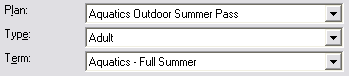 Plan: Aquatics Outdoor Summer Pass
Type: Adult
Term: Aquatics - Full Summer